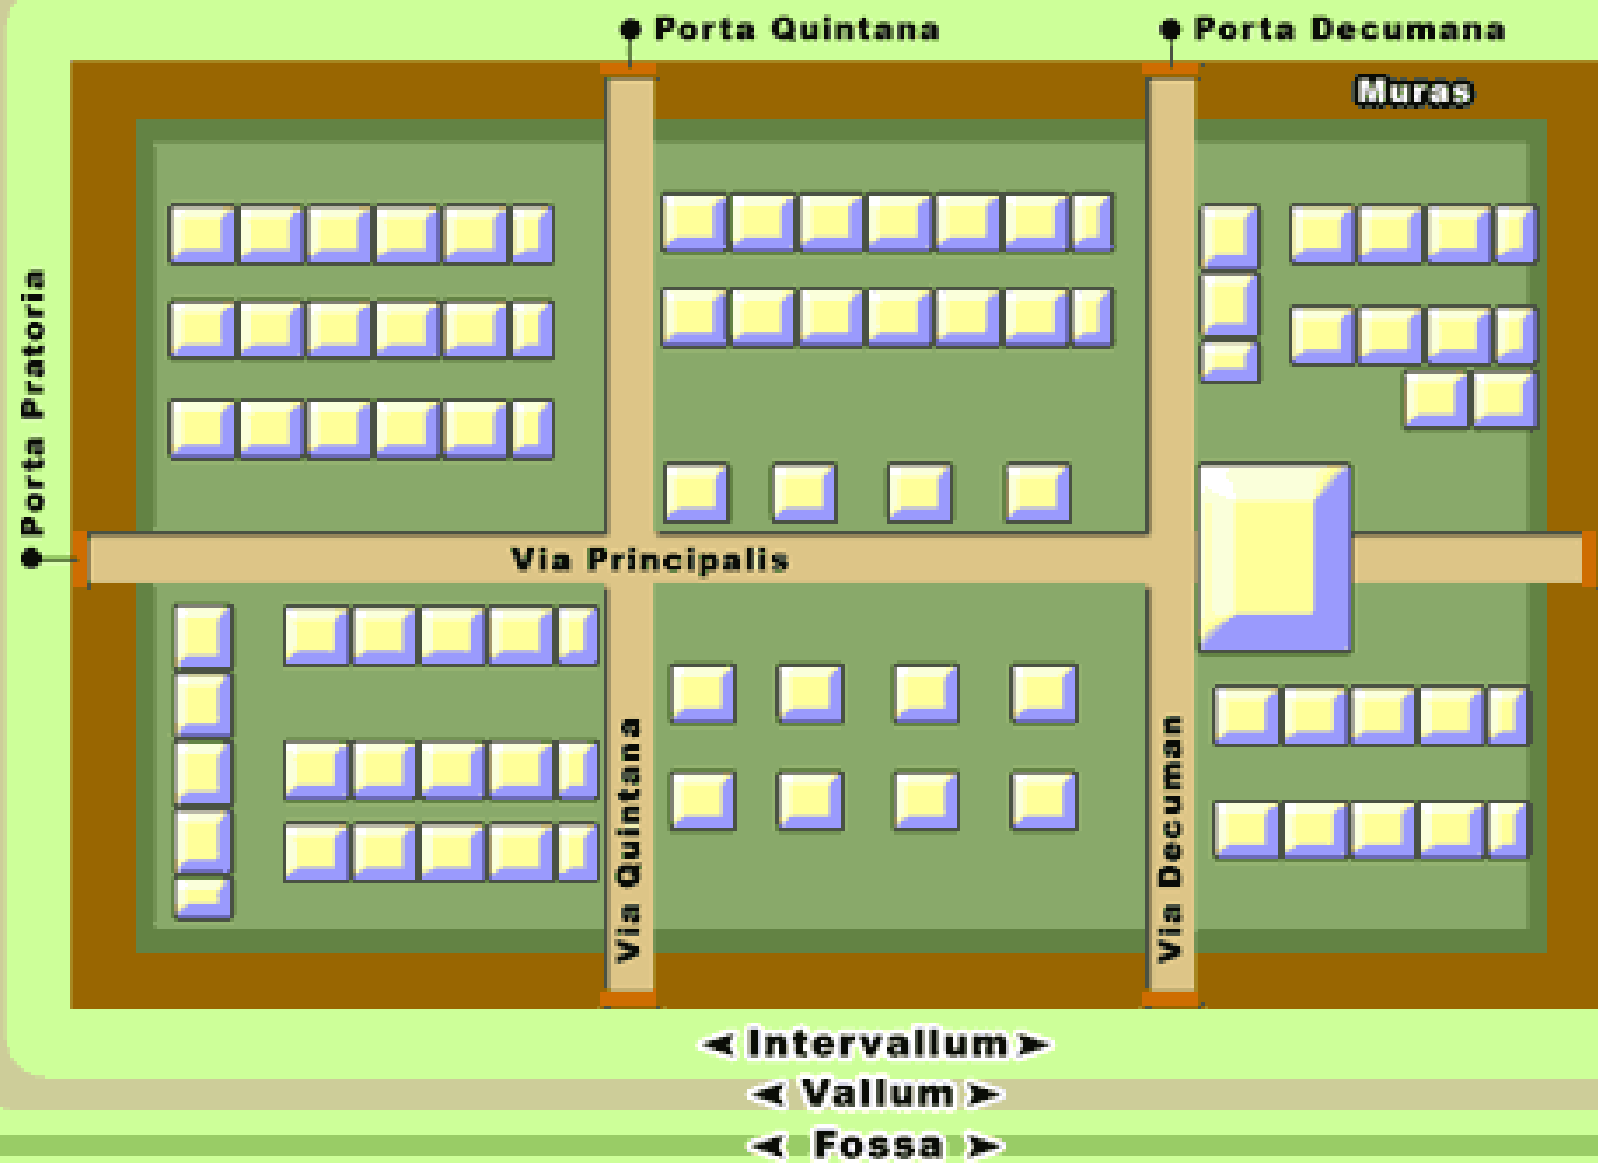 Porta Quintana
Porta Decumana
Muras
Porta Pratoria
Via Principalis
Via Quintana
Via Decuman
Intervallum
Vallum
Fossa